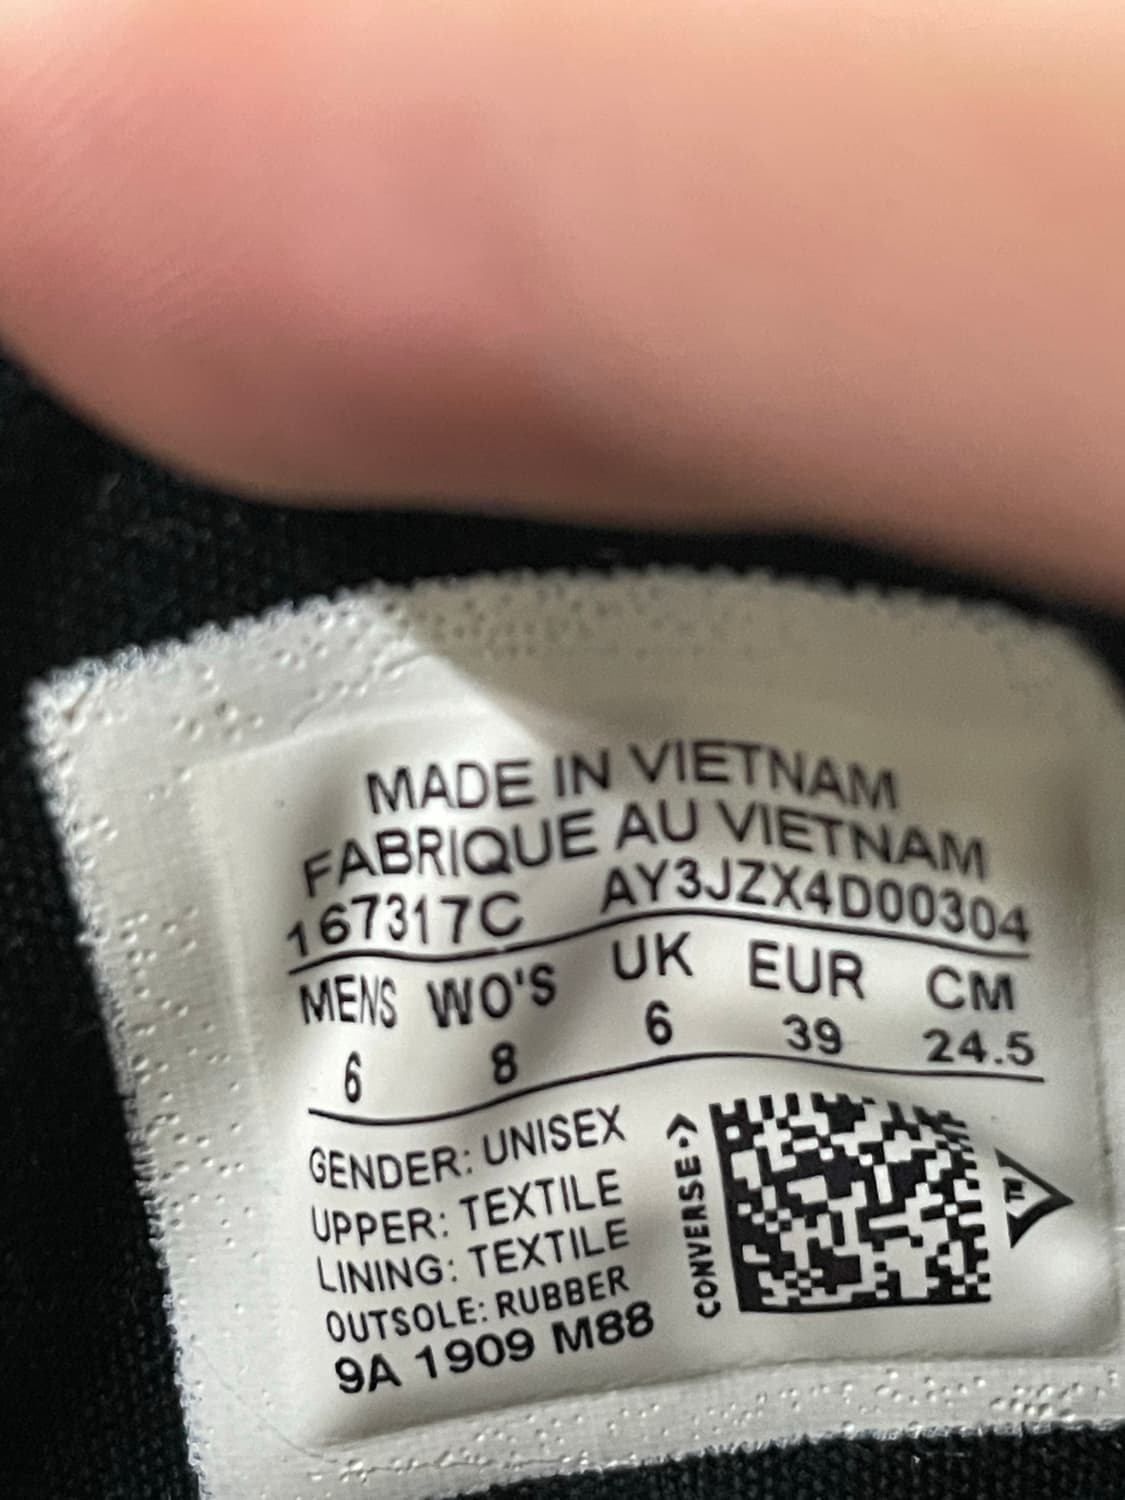 MADE IN VIETNAM
FABRIQUE AU VIETNAM
167317C AY3JZX4D00304
MENS WO'S UK EUR CM
6 8 6 39 24.5
GENDER: UNISEX
UPPER: TEXTILE
LINING: TEXTILE
OUTSOLE: RUBBER
9A 1909 M88
CONVERSE